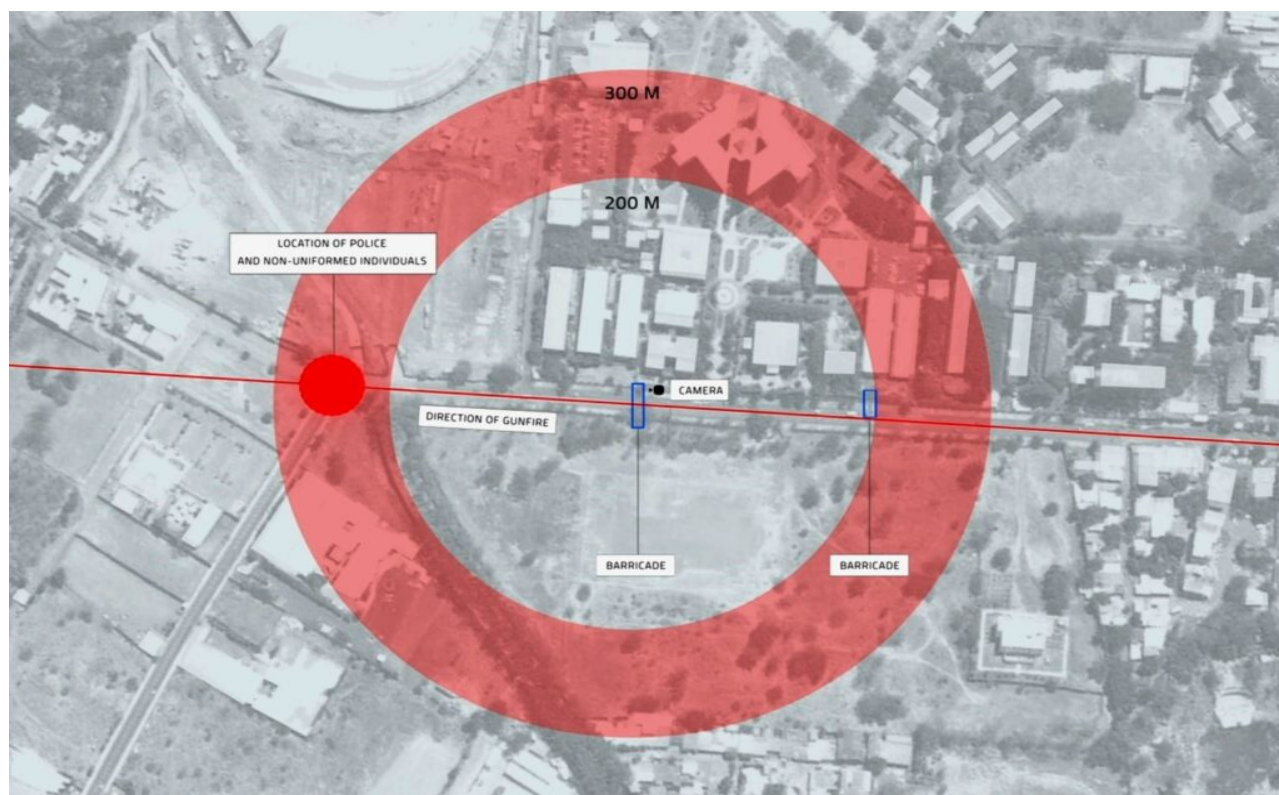 300 M
200 M
LOCATION OF POLICE
AND NON-UNIFORMED INDIVIDUALS
CAMERA
DIRECTION OF GUNFIRE
BARRICADE
BARRICADE